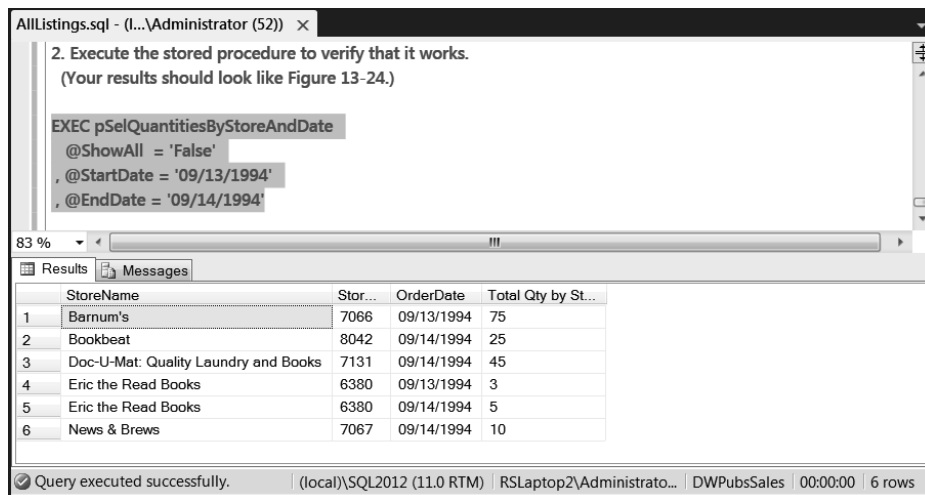 AllListings.sql - (l...\Administrator (52)) ×
2. Execute the stored procedure to verify that it works.
(Your results should look like Figure 13-24.)
EXEC pSelQuantitiesByStoreAndDate
@ShowAll = 'False'
, @StartDate = '09/13/1994'
, @EndDate = '09/14/1994'
83 %
Results Messages
StoreName Stor... OrderDate Total Qty by St...
1 Barnum's 7066 09/13/1994 75
2 Bookbeat 8042 09/14/1994 25
3 Doc-U-Mat: Quality Laundry and Books 7131 09/14/1994 45
4 Eric the Read Books 6380 09/13/1994 3
5 Eric the Read Books 6380 09/14/1994 5
6 News & Brews 7067 09/14/1994 10
Query executed successfully. (local)\SQL2012 (11.0 RTM) RSLaptop2\Administrato... DWPubsSales 00:00:00 6 rows